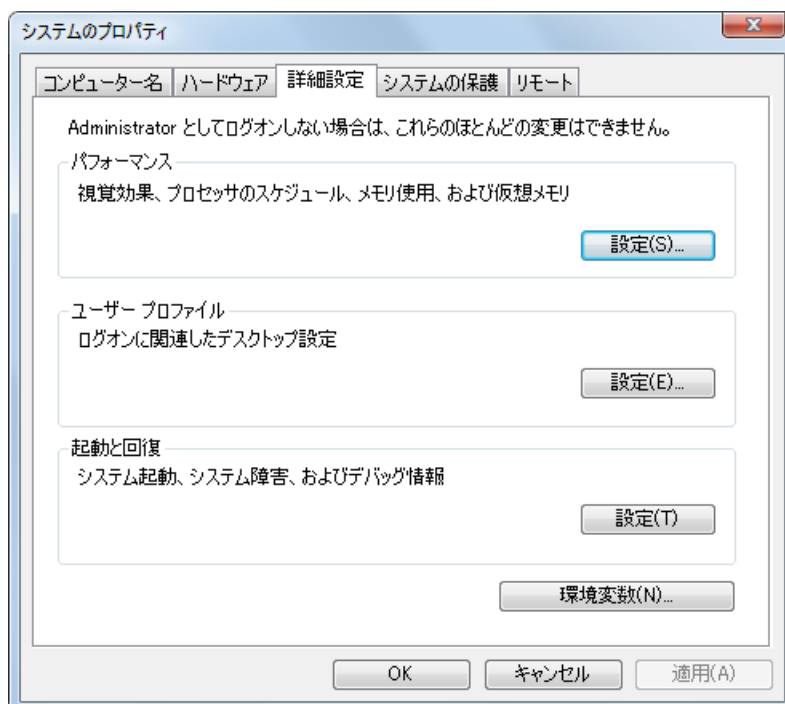 システムのプロパティ
コンピューター名 ハードウェア 詳細設定 システムの保護 リモート
Administrator としてログオンしない場合は、これらのほとんどの変更はできません。
パフォーマンス
視覚効果、プロセッサのスケジュール、メモリ使用、および仮想メモリ
設定(S)...
ユーザー プロファイル
ログオンに関連したデスクトップ設定
設定(E)...
起動と回復
システム起動、システム障害、およびデバッグ情報
設定(T)
環境変数(N)...
OK キャンセル 適用(A)